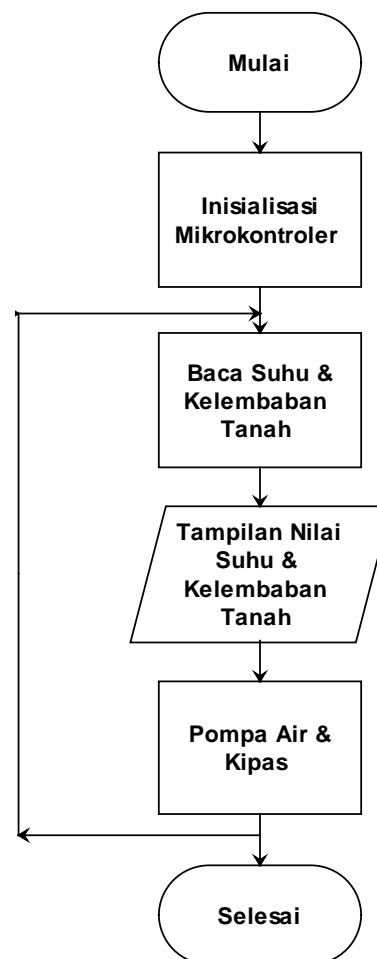 Mulai
Inisialisasi
Mikrokontroler
Baca Suhu &
Kelembaban
Tanah
Tampilan Nilai
Suhu &
Kelembaban
Tanah
Pompa Air &
Kipas
Selesai